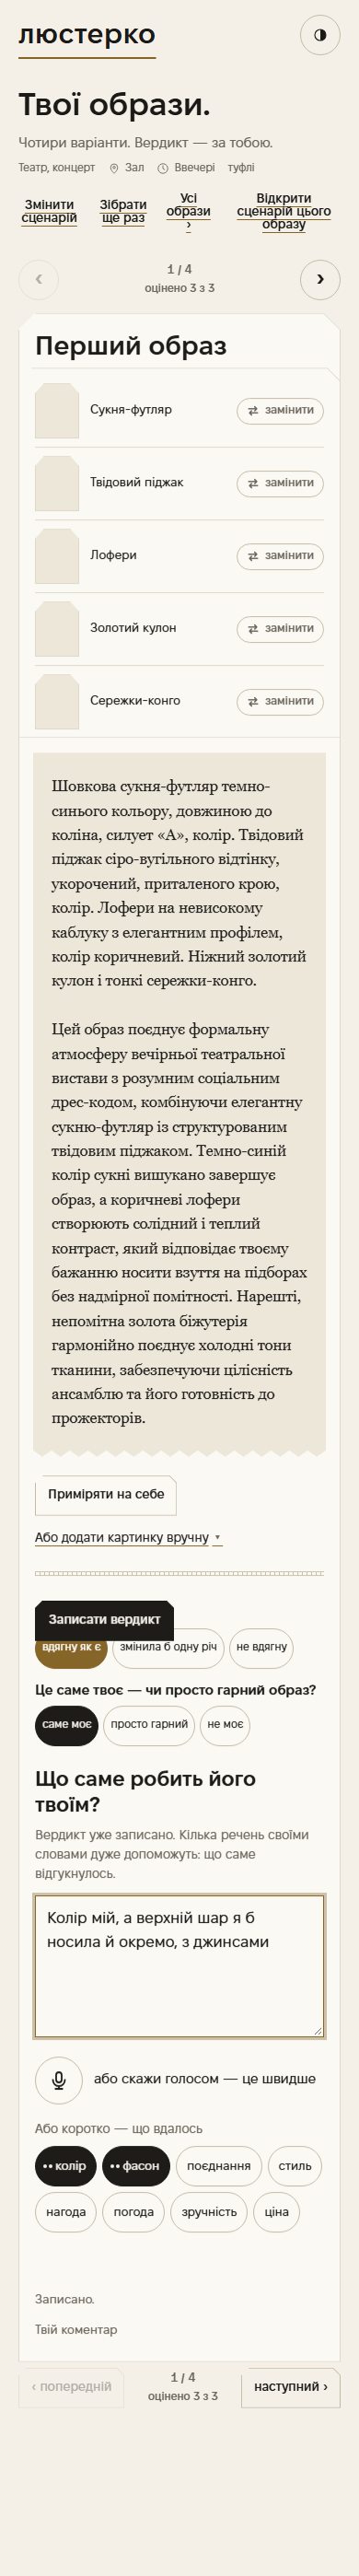 люстерко
Твої образи.
Чотири варіанти. Вердикт — за тобою.
Театр, концерт Зал Ввечері туфлі
Змінити сценарій
Зібрати ще раз
Усі образи ›
Відкрити сценарій цього образу
‹
1 / 4
оцінено 3 з 3
›
Перший образ
Сукня-футляр
замінити
Твідовий піджак
замінити
Лофери
замінити
Золотий кулон
замінити
Сережки-конго
замінити
Шовкова сукня-футляр темно-
синього кольору, довжиною до
коліна, силует «А», колір. Твідовий
піджак сіро-вугільного відтінку,
укорочений, приталеного крою,
колір. Лофери на невисокому
каблуку з елегантним профілем,
колір коричневий. Ніжний золотий
кулон і тонкі сережки-конго.
Цей образ поєднує формальну
атмосферу вечірньої театральної
вистави з розумним соціальним
дрес-кодом, комбінуючи елегантну
сукню-футляр із структурованим
твідовим піджаком. Темно-синій
колір сукні вишукано завершує
образ, а коричневі лофери
створюють солідний і теплий
контраст, який відповідає твоєму
бажанню носити взуття на підборах
без надмірної помітності. Нарешті,
непомітна золота біжутерія
гармонійно поєднує холодні тони
тканини, забезпечуючи цілісність
ансамблю та його готовність до
прожекторів.
Приміряти на себе
Або додати картинку вручну
Записати вердикт
вдягну як є змінила б одну річ не вдягну
Це саме твоє — чи просто гарний образ?
саме моє просто гарний не моє
Що саме робить його
твоїм?
Вердикт уже записано. Кілька речень своїми
словами дуже допоможуть: що саме
відгукнулось.
Колір мій, а верхній шар я б
носила й окремо, з джинсами
або скажи голосом — це швидше
Або коротко — що вдалось
колір фасон поєднання стиль
нагода погода зручність ціна
Записано.
Твій коментар
‹ попередній
1 / 4
оцінено 3 з 3
наступний ›